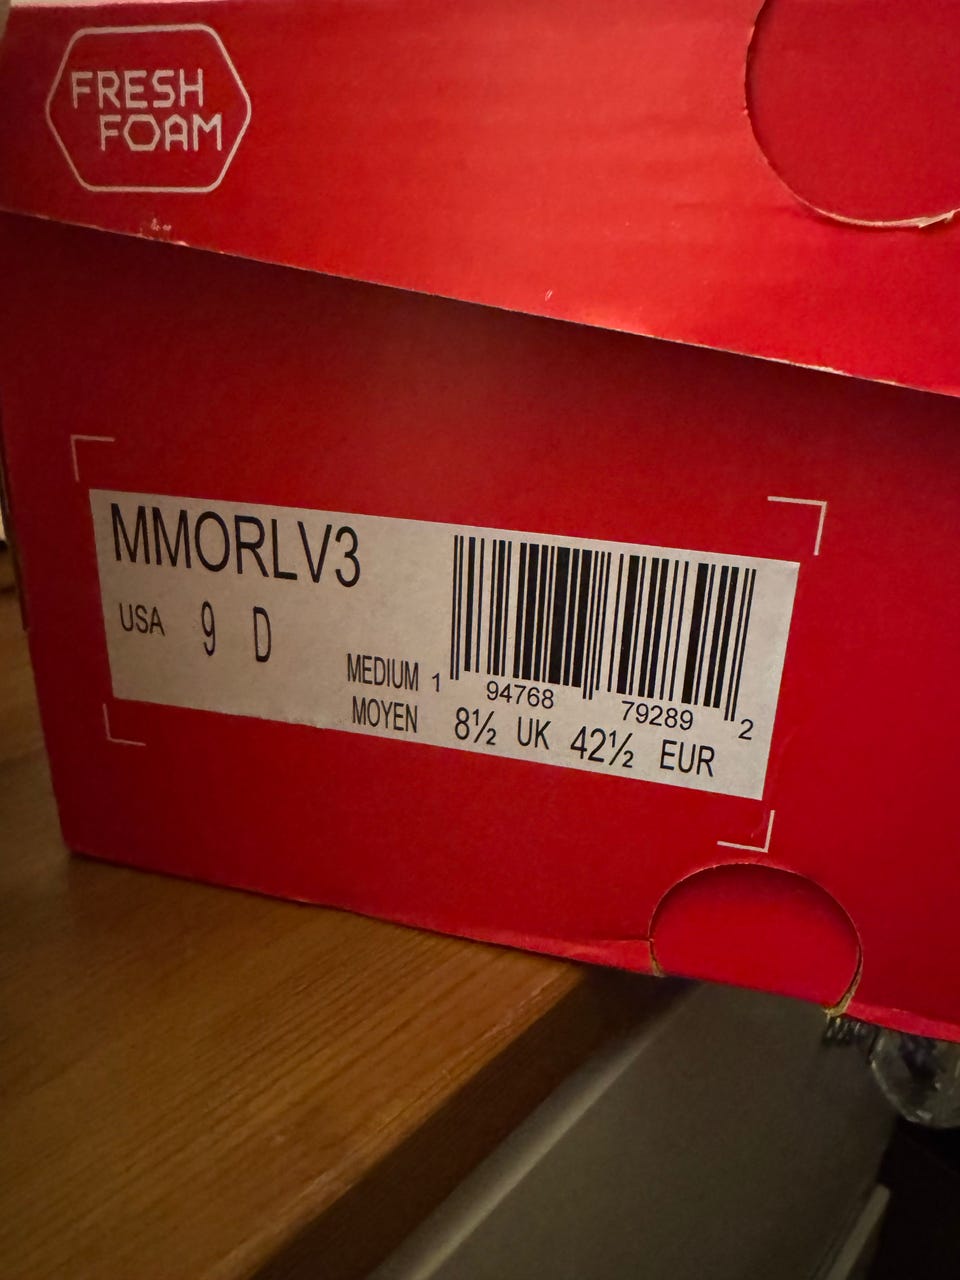 FRESH
FOAM
MMORLV3
USA 9 D
MEDIUM
MOYEN
1 94768 79289 2
8½ UK 42½ EUR